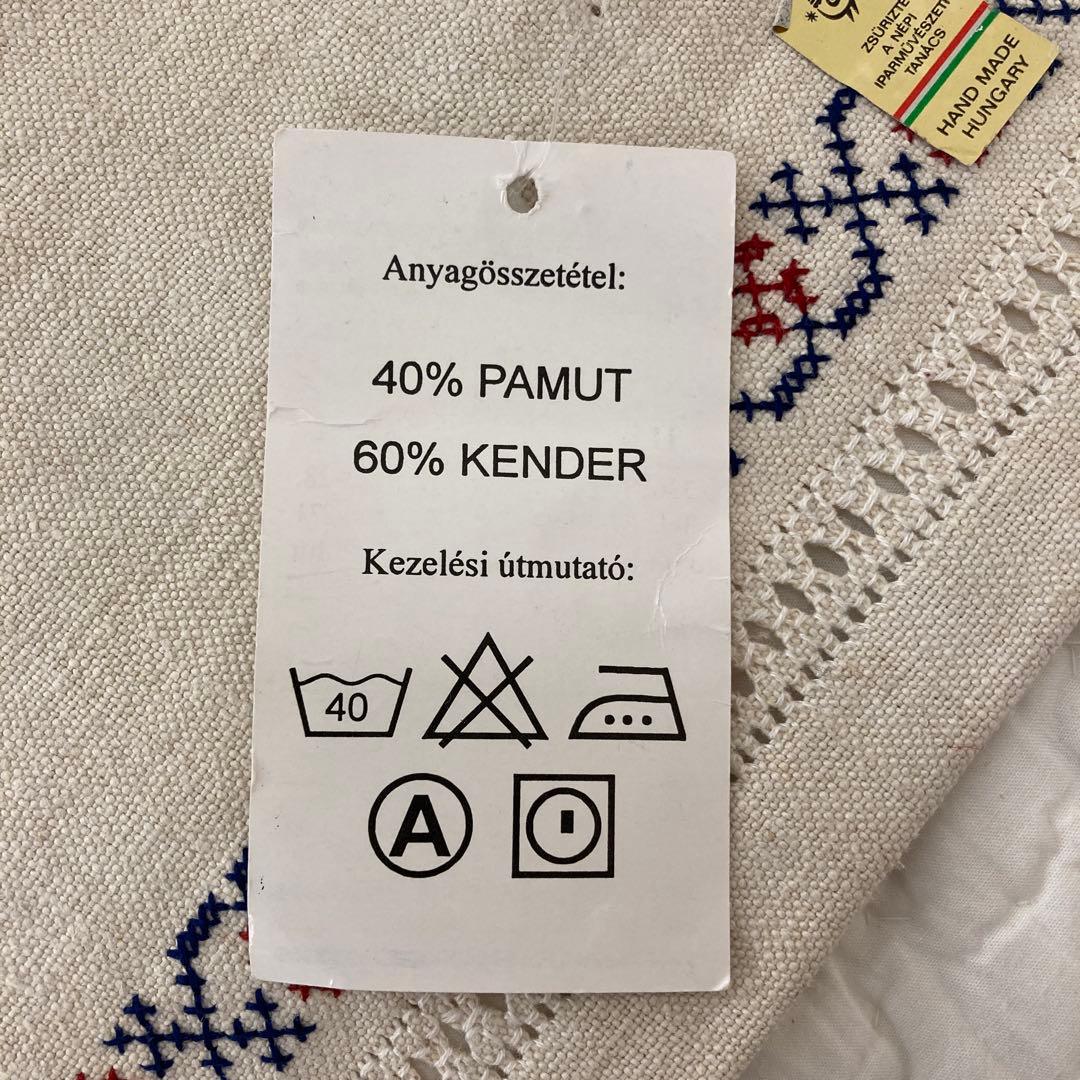 A NÉPI
IPARMŰVÉSZETI
TANÁCS
HAND MADE
HUNGARY
Anyagösszetétel:
40% PAMUT
60% KENDER
Kezelési útmutató:
40
A